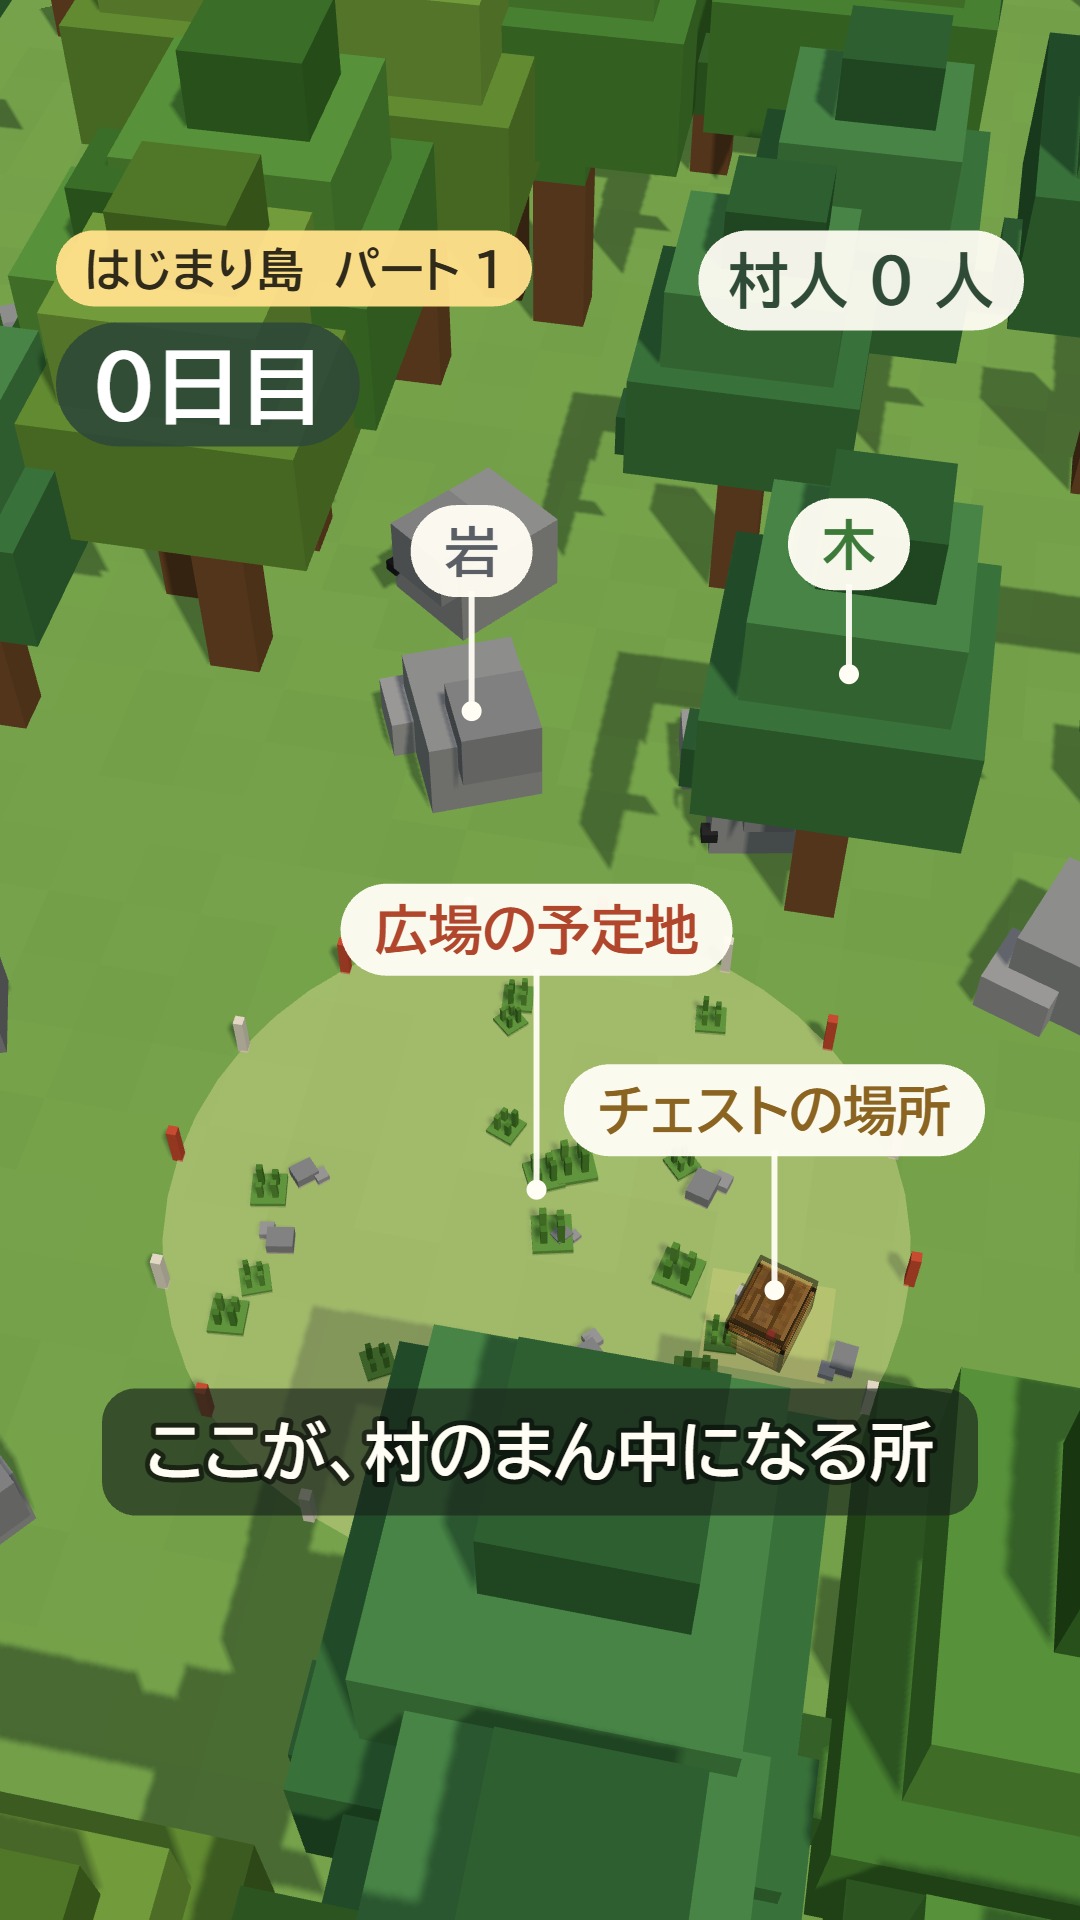 はじまり島　パート 1
村人 0 人
0日目
岩
木
広場の予定地
チェストの場所
ここが、村のまん中になる所